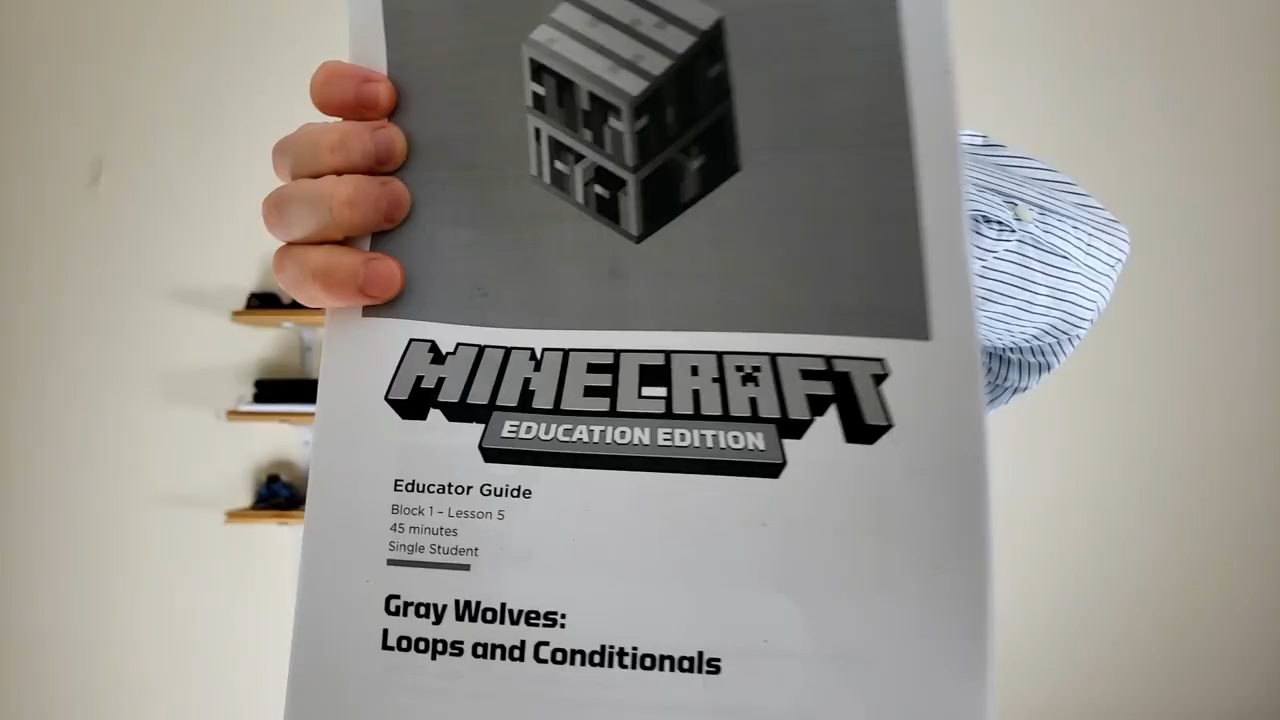 MINECRAFT
EDUCATION EDITION
Educator Guide
Block 1 – Lesson 5
45 minutes
Single Student
Gray Wolves:
Loops and Conditionals